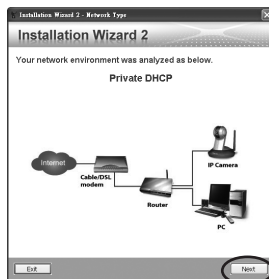 Installation Wizard 2 - Network Type
Installation Wizard 2
Your network environment was analyzed as below.
Private DHCP
Internet
Cable/DSL
modem
Router
IP Camera
PC
Exit
Next